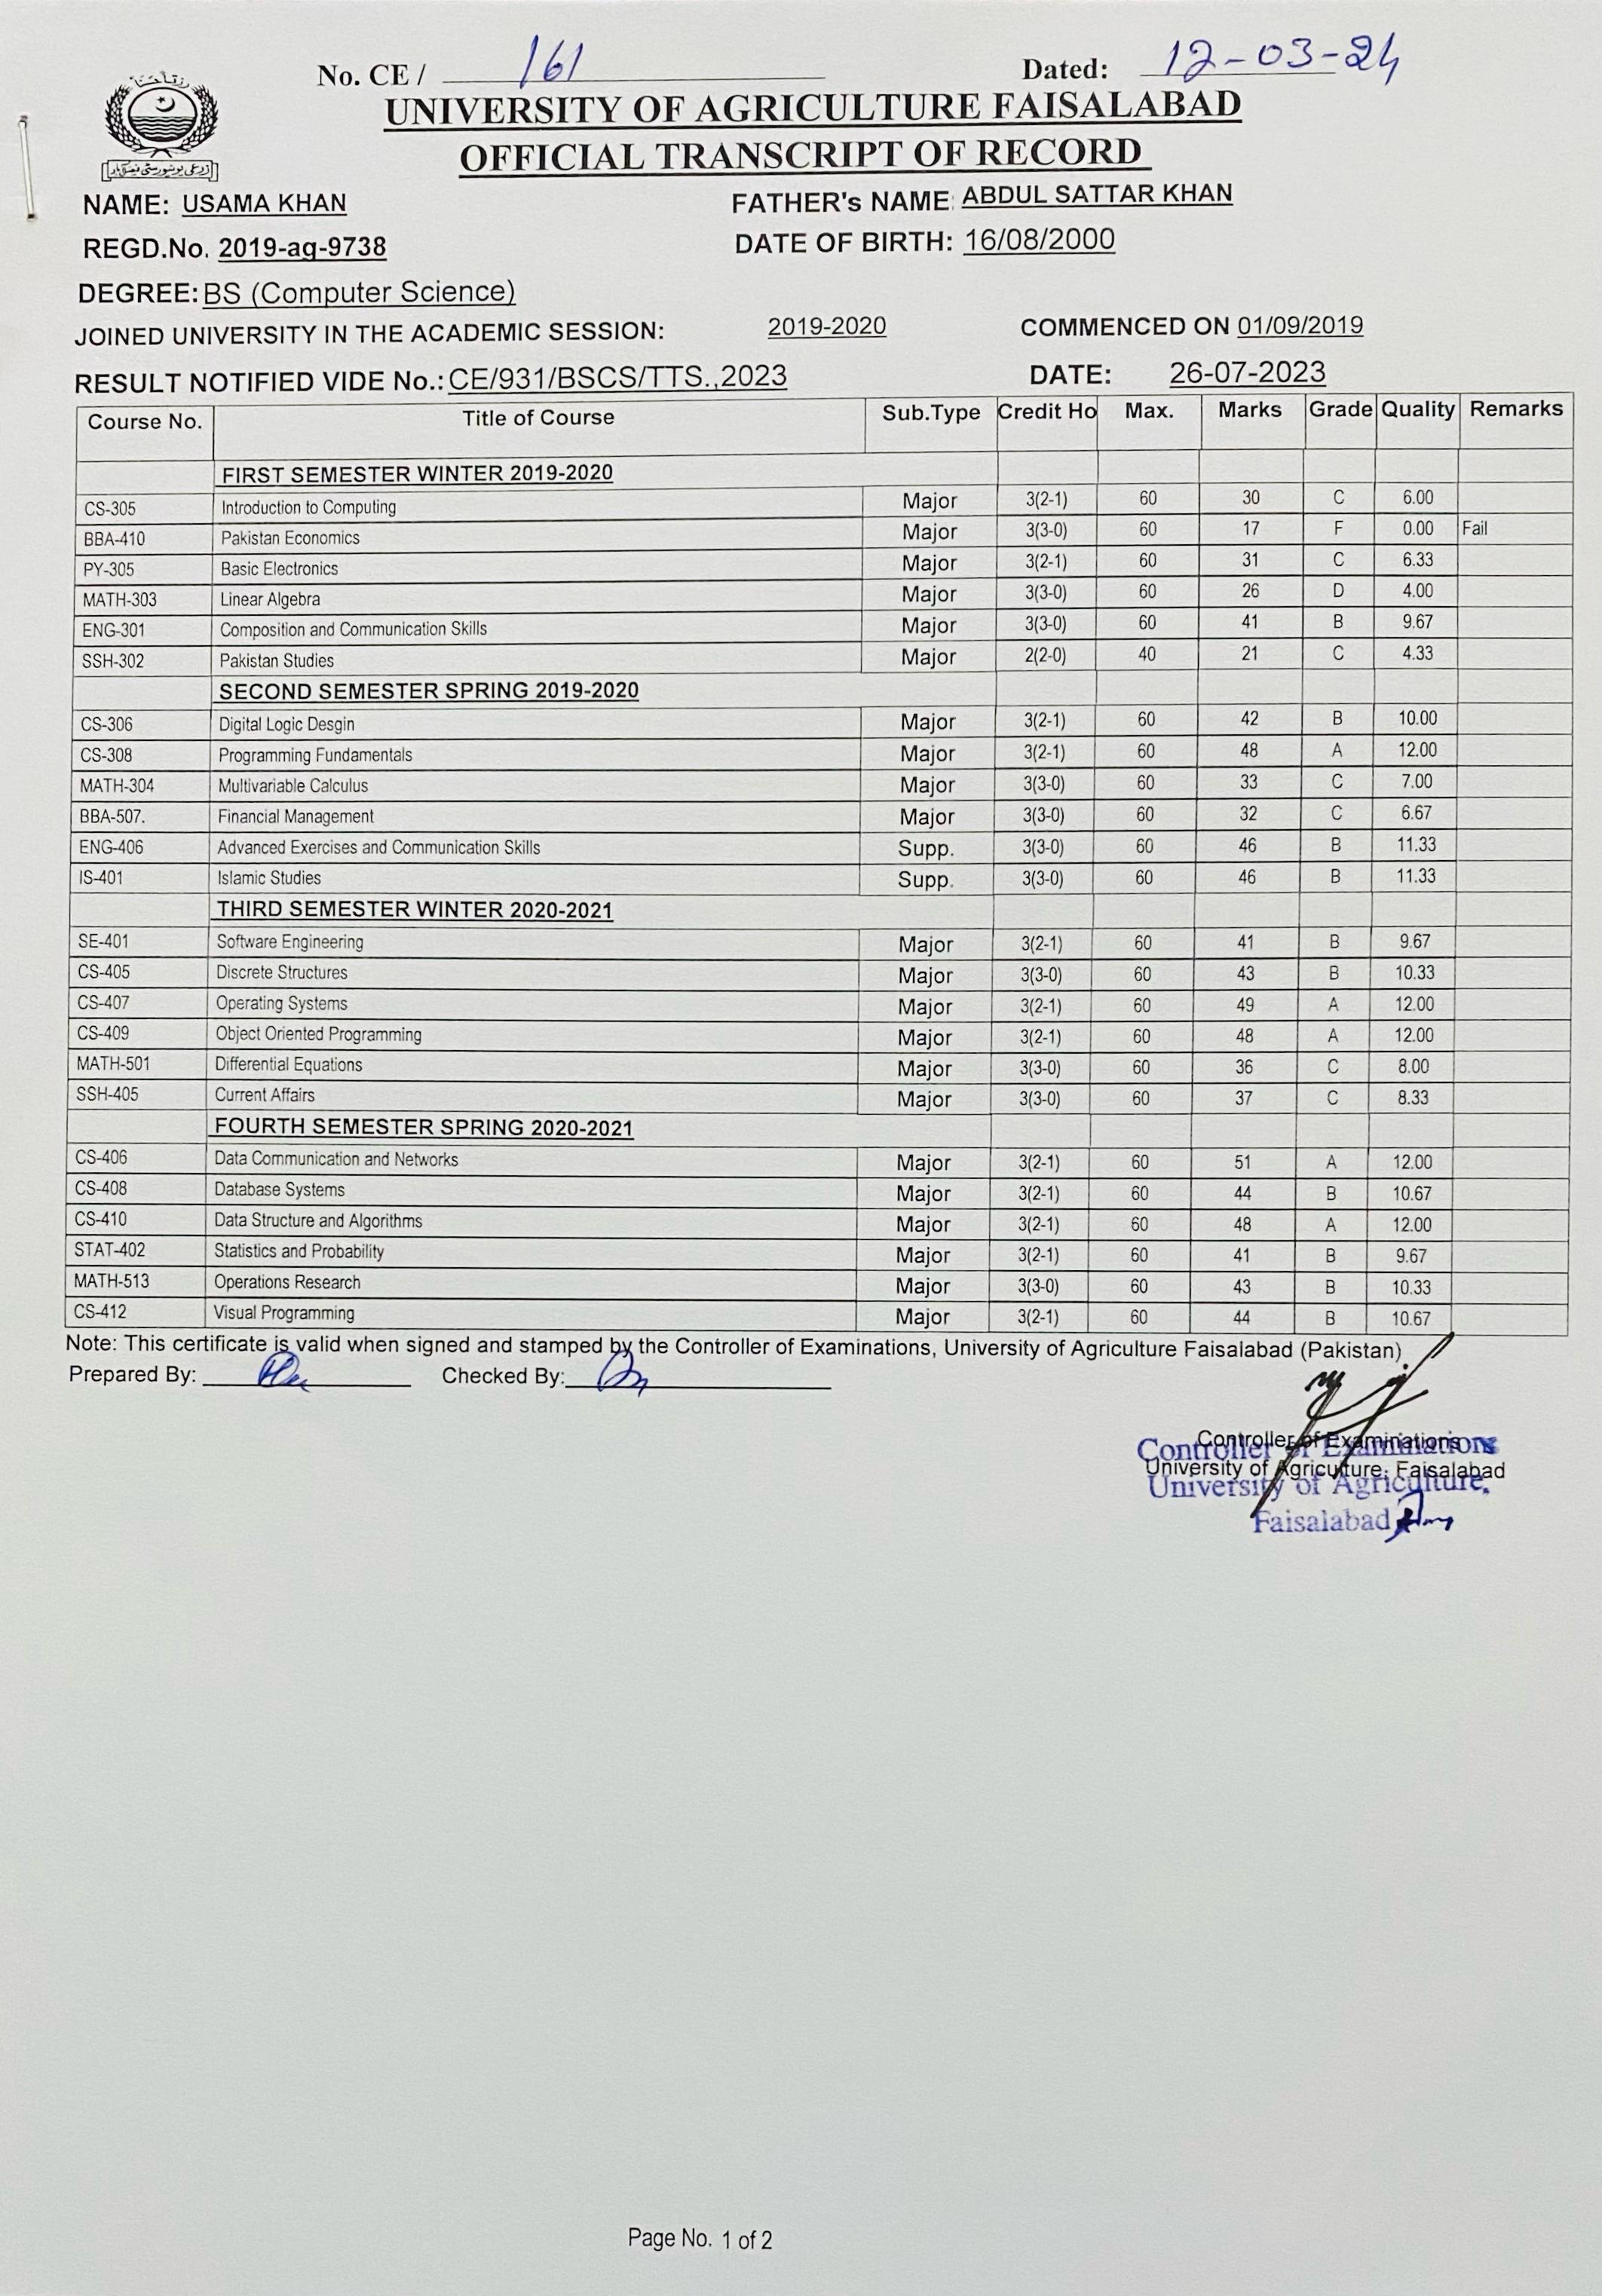 No. CE / 161 Dated: 12-03-24
UNIVERSITY OF AGRICULTURE FAISALABAD
OFFICIAL TRANSCRIPT OF RECORD
NAME: USAMA KHAN FATHER's NAME: ABDUL SATTAR KHAN
REGD.No. 2019-ag-9738 DATE OF BIRTH: 16/08/2000
DEGREE: BS (Computer Science)
JOINED UNIVERSITY IN THE ACADEMIC SESSION: 2019-2020 COMMENCED ON 01/09/2019
RESULT NOTIFIED VIDE No.: CE/931/BSCS/TTS.,2023 DATE: 26-07-2023
Course No. Title of Course Sub.Type Credit Ho Max. Marks Grade Quality Remarks
FIRST SEMESTER WINTER 2019-2020
CS-305 Introduction to Computing Major 3(2-1) 60 30 C 6.00
BBA-410 Pakistan Economics Major 3(3-0) 60 17 F 0.00 Fail
PY-305 Basic Electronics Major 3(2-1) 60 31 C 6.33
MATH-303 Linear Algebra Major 3(3-0) 60 26 D 4.00
ENG-301 Composition and Communication Skills Major 3(3-0) 60 41 B 9.67
SSH-302 Pakistan Studies Major 2(2-0) 40 21 C 4.33
SECOND SEMESTER SPRING 2019-2020
CS-306 Digital Logic Desgin Major 3(2-1) 60 42 B 10.00
CS-308 Programming Fundamentals Major 3(2-1) 60 48 A 12.00
MATH-304 Multivariable Calculus Major 3(3-0) 60 33 C 7.00
BBA-507. Financial Management Major 3(3-0) 60 32 C 6.67
ENG-406 Advanced Exercises and Communication Skills Supp. 3(3-0) 60 46 B 11.33
IS-401 Islamic Studies Supp. 3(3-0) 60 46 B 11.33
THIRD SEMESTER WINTER 2020-2021
SE-401 Software Engineering Major 3(2-1) 60 41 B 9.67
CS-405 Discrete Structures Major 3(3-0) 60 43 B 10.33
CS-407 Operating Systems Major 3(2-1) 60 49 A 12.00
CS-409 Object Oriented Programming Major 3(2-1) 60 48 A 12.00
MATH-501 Differential Equations Major 3(3-0) 60 36 C 8.00
SSH-405 Current Affairs Major 3(3-0) 60 37 C 8.33
FOURTH SEMESTER SPRING 2020-2021
CS-406 Data Communication and Networks Major 3(2-1) 60 51 A 12.00
CS-408 Database Systems Major 3(2-1) 60 44 B 10.67
CS-410 Data Structure and Algorithms Major 3(2-1) 60 48 A 12.00
STAT-402 Statistics and Probability Major 3(2-1) 60 41 B 9.67
MATH-513 Operations Research Major 3(3-0) 60 43 B 10.33
CS-412 Visual Programming Major 3(2-1) 60 44 B 10.67
Note: This certificate is valid when signed and stamped by the Controller of Examinations, University of Agriculture Faisalabad (Pakistan)
Prepared By: Checked By:
Controller of Examinations
Controller of Examinations
University of Agriculture, Faisalabad
University of Agriculture,
Faisalabad
Page No. 1 of 2